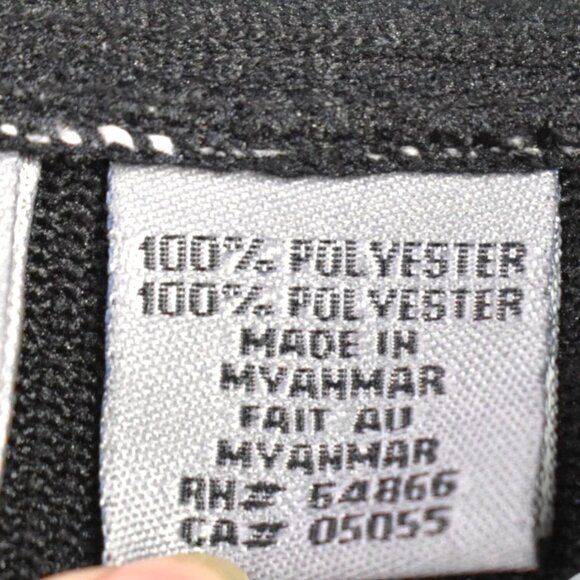 100% POLYESTER
100% POLYESTER
MADE IN
MYANMAR
FAIT AU
MYANMAR
RN# 64866
CA# 05055